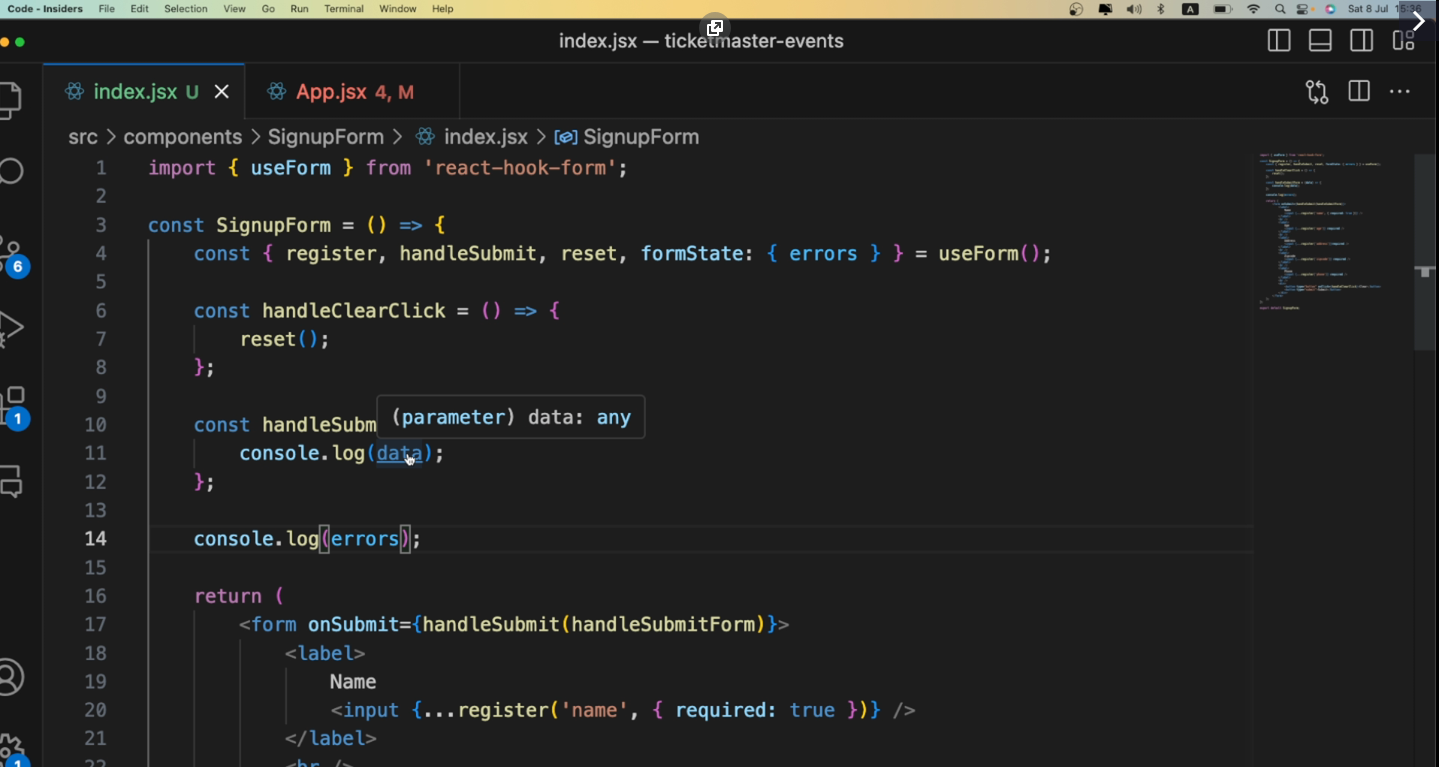 Code - Insiders File Edit Selection View Go Run Terminal Window Help A Sat 8 Jul 15:36
index.jsx — ticketmaster-events
index.jsx U App.jsx 4, M
src > components > SignupForm > index.jsx > SignupForm
1 import { useForm } from 'react-hook-form';
2
3 const SignupForm = () => {
4 const { register, handleSubmit, reset, formState: { errors } } = useForm();
5
6 const handleClearClick = () => {
7 reset();
8 };
9
(parameter) data: any
10 const handleSubm
11 console.log(data);
12 };
13
14 console.log(errors);
15
16 return (
17 <form onSubmit={handleSubmit(handleSubmitForm)}>
18 <label>
19 Name
20 <input {...register('name', { required: true })} />
21 </label>
22 <br />
6
1
1